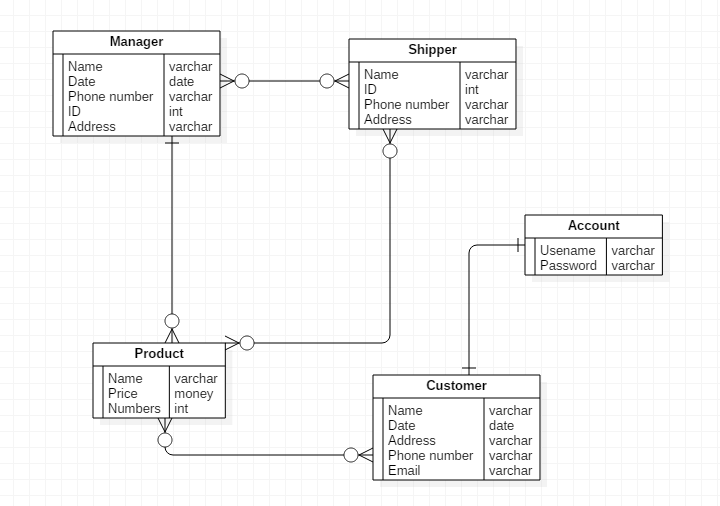 Manager
Name varchar
Date date
Phone number varchar
ID int
Address varchar
Shipper
Name varchar
ID int
Phone number varchar
Address varchar
Account
Usename varchar
Password varchar
Product
Name varchar
Price money
Numbers int
Customer
Name varchar
Date date
Address varchar
Phone number varchar
Email varchar